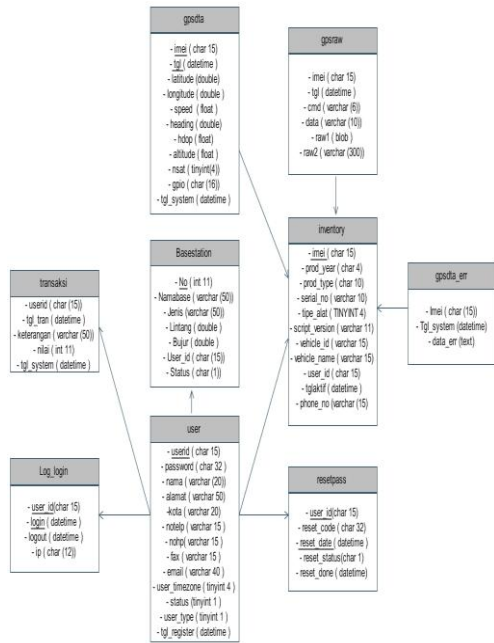 gpsdta
- imei ( char 15)
- tgl ( datetime )
- latitude (double)
- longitude ( double )
- speed ( float )
- heading ( double)
- hdop ( float)
- altitude ( float )
- nsat ( tinyint(4))
- gpio ( char (16))
- tgl_system ( datetime )
gpsraw
- imei ( char 15)
- tgl ( datetime )
- cmd ( varchar (6))
- data ( varchar (10))
- raw1 ( blob )
- raw2 ( varchar (300))
transaksi
- userid ( char (15))
- tgl_tran ( datetime )
- keterangan ( varchar (50))
- nilai ( int 11)
- tgl_system ( datetime )
Basestation
- No ( int 11)
- Namabase ( varchar (50))
- Jenis (varchar (50))
- Lintang ( double )
- Bujur ( double )
- User_id ( char (15))
- Status ( char (1))
inventory
- imei ( char 15)
- prod_year ( char 4)
- prod_type ( char 10)
- serial_no ( varchar 10)
- tipe_alat ( TINYINT 4)
- script_version ( varchar 11)
- vehicle_id ( varchar 15)
- vehicle_name ( varchar 15)
- user_id ( char 15)
- tglaktif ( datetime )
- phone_no (varchar (15)
gpsdta_err
- Imei ( char (15))
- Tgl_system (datetime)
- data_err (text)
Log_login
- user_id(char 15)
- login ( datetime )
- logout ( datetime )
- ip ( char (12))
user
- userid ( char 15)
- password ( char 32 )
- nama ( varchar (20))
- alamat ( varchar 50)
-kota ( varchar 20)
- notelp ( varchar 15 )
- nohp( varchar 15 )
- fax ( varchar 15 )
- email ( varchar 40 )
- user_timezone ( tinyint 4 )
- status (tinyint 1 )
- user_type ( tinyint 1 )
- tgl_register ( datetime )
resetpass
- user_id(char 15)
- reset_code ( char 32)
- reset_date ( datetime )
- reset_status(char 1)
- reset_done ( datetime)